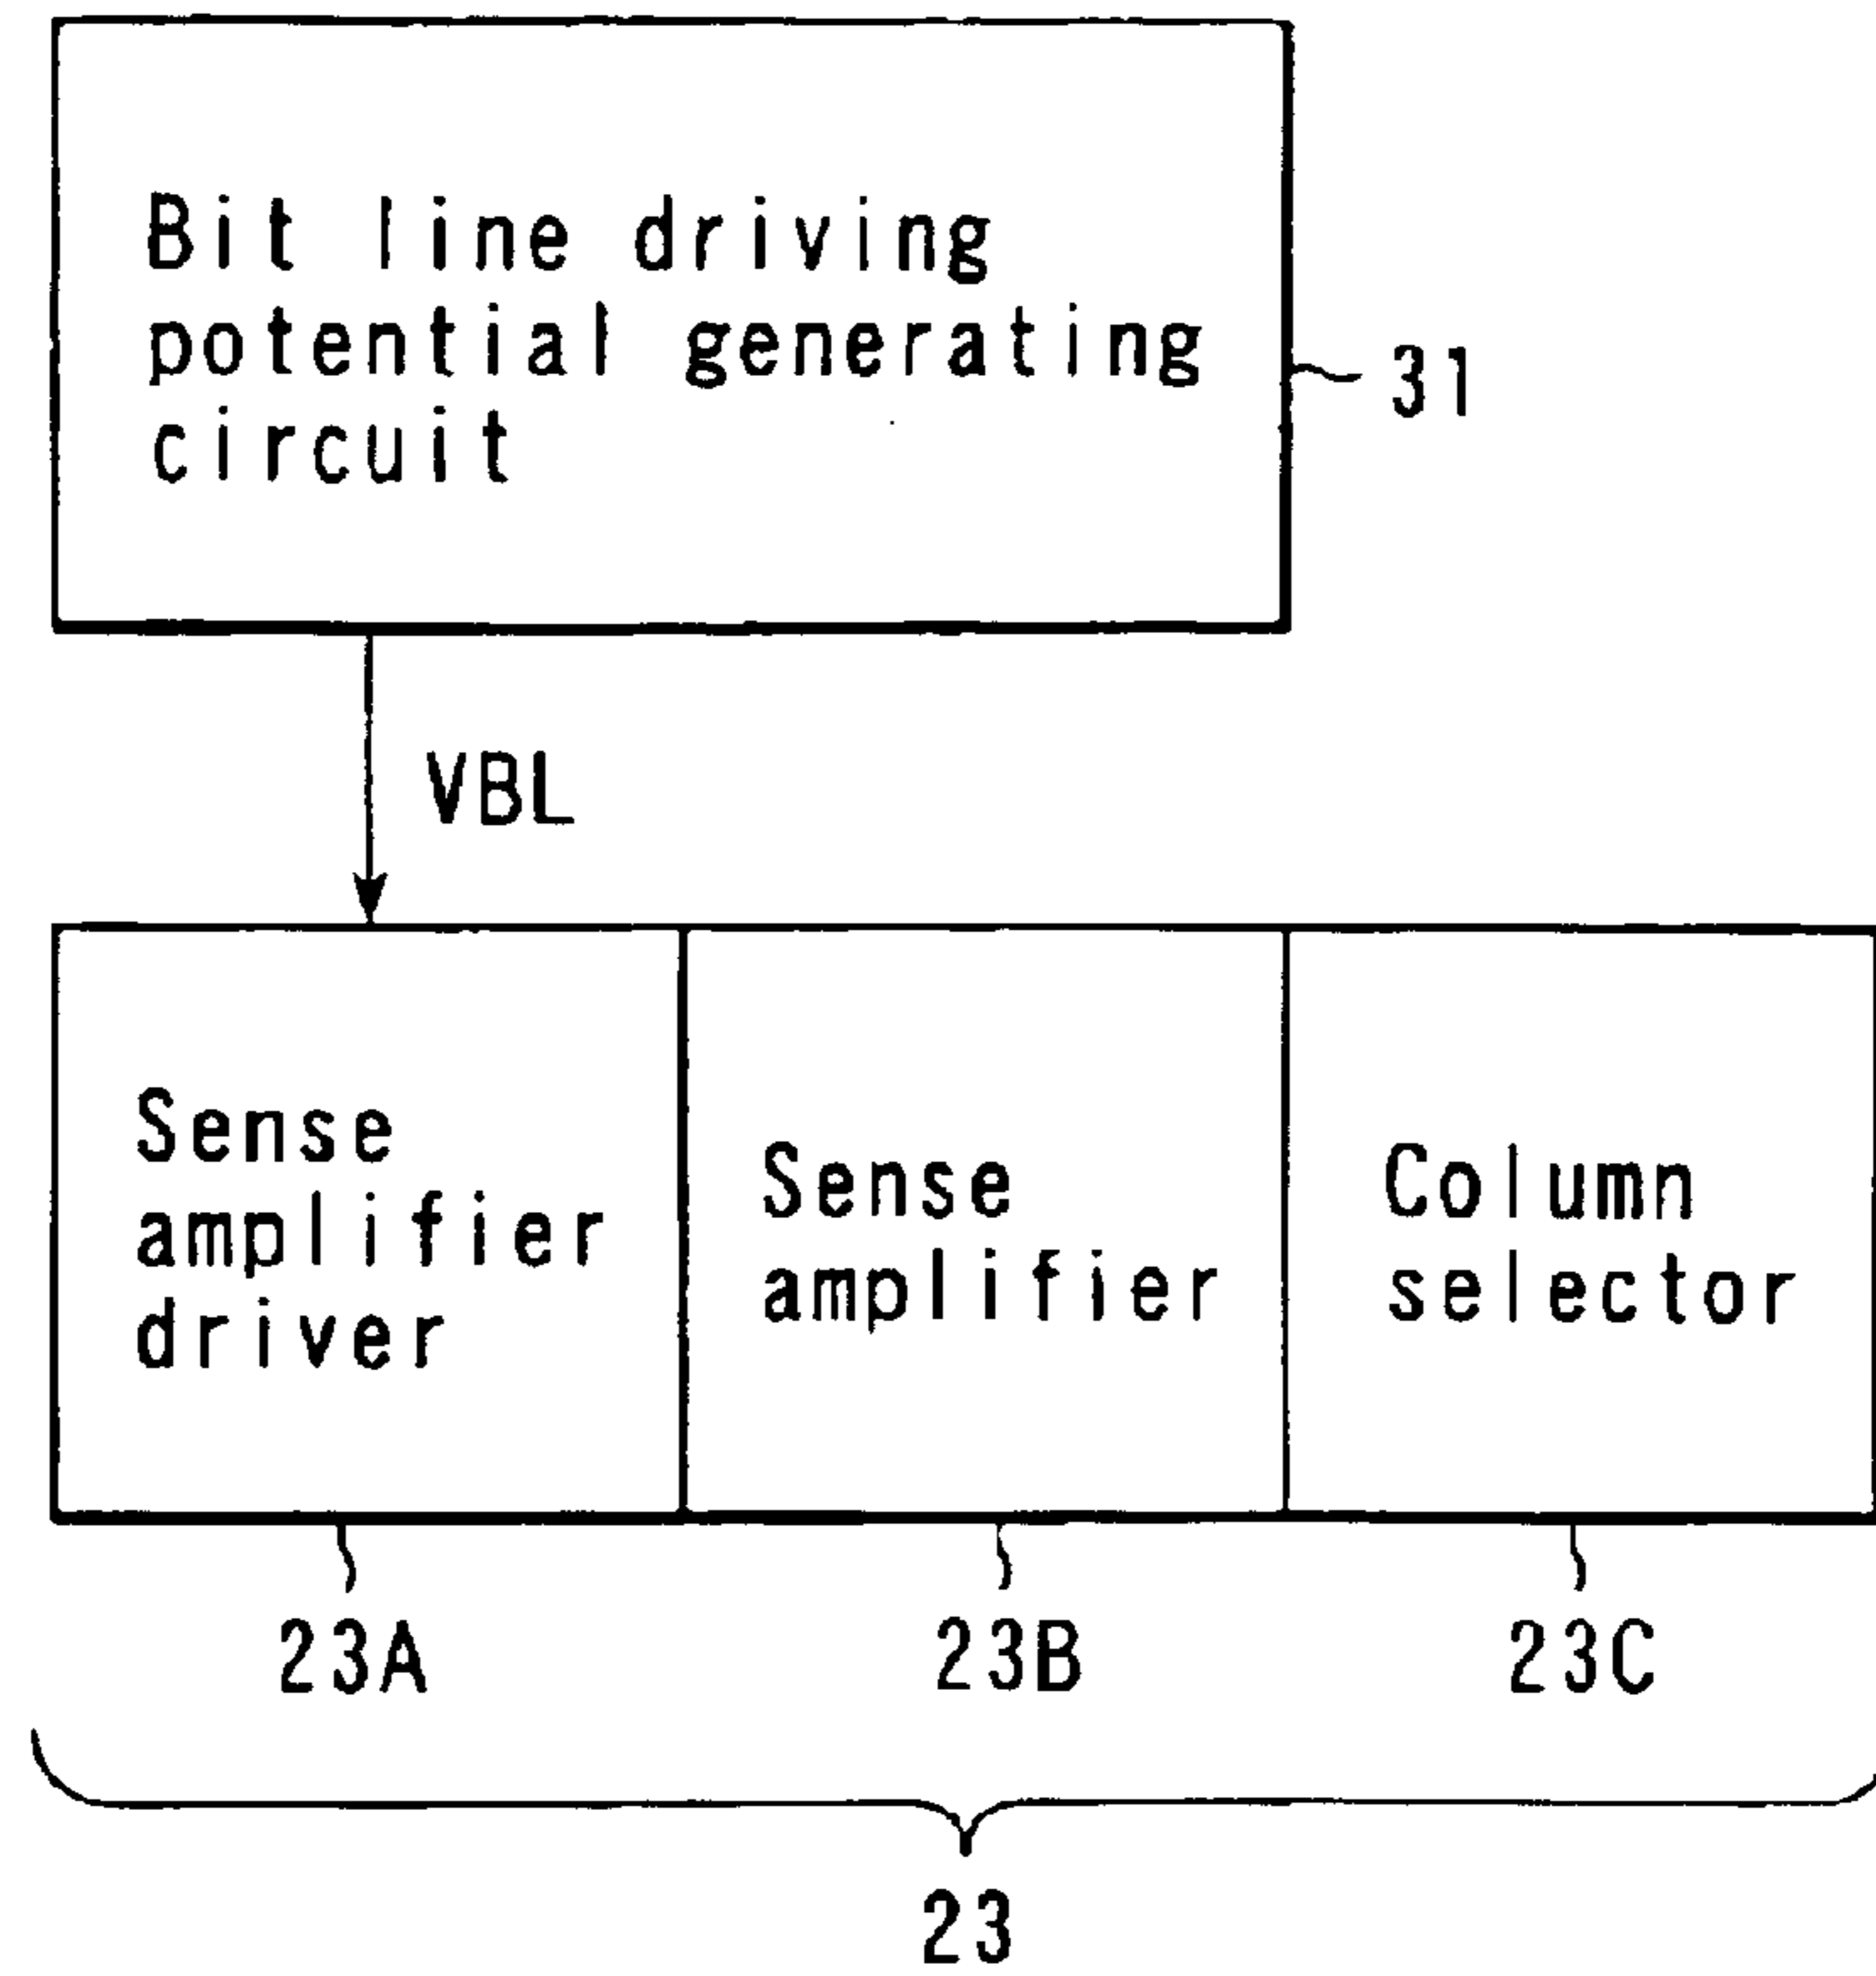 Bit line driving
potential generating
circuit
31
VBL
Sense
amplifier
driver
Sense
amplifier
Column
selector
23A
23B
23C
23